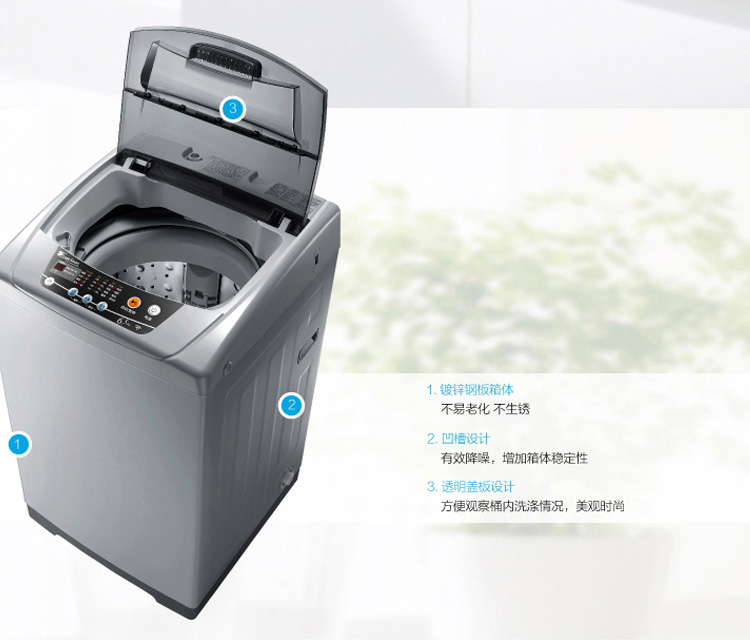 3
2
1
1. 镀锌钢板箱体
不易老化 不生锈
2. 凹槽设计
有效降噪，增加箱体稳定性
3. 透明盖板设计
方便观察桶内洗涤情况，美观时尚